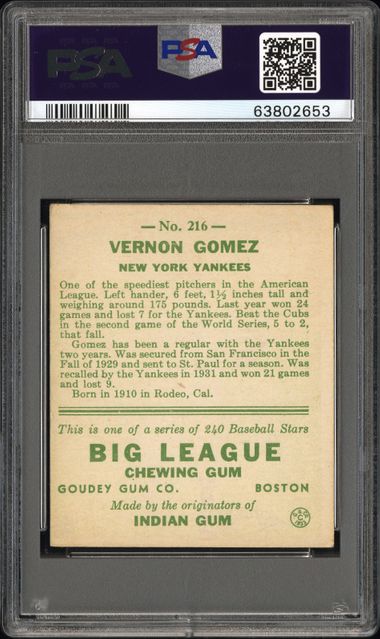 PSA
PSA
63802653
— No. 216 —
VERNON GOMEZ
NEW YORK YANKEES
One of the speediest pitchers in the American
League. Left hander, 6 feet, 1½ inches tall and
weighing around 175 pounds. Last year won 24
games and lost 7 for the Yankees. Beat the Cubs
in the second game of the World Series, 5 to 2,
that fall.
Gomez has been a regular with the Yankees
two years. Was secured from San Francisco in the
Fall of 1929 and sent to St. Paul for a season. Was
recalled by the Yankees in 1931 and won 21 games
and lost 9.
Born in 1910 in Rodeo, Cal.
This is one of a series of 240 Baseball Stars
BIG LEAGUE
CHEWING GUM
GOUDEY GUM CO. BOSTON
Made by the originators of
INDIAN GUM